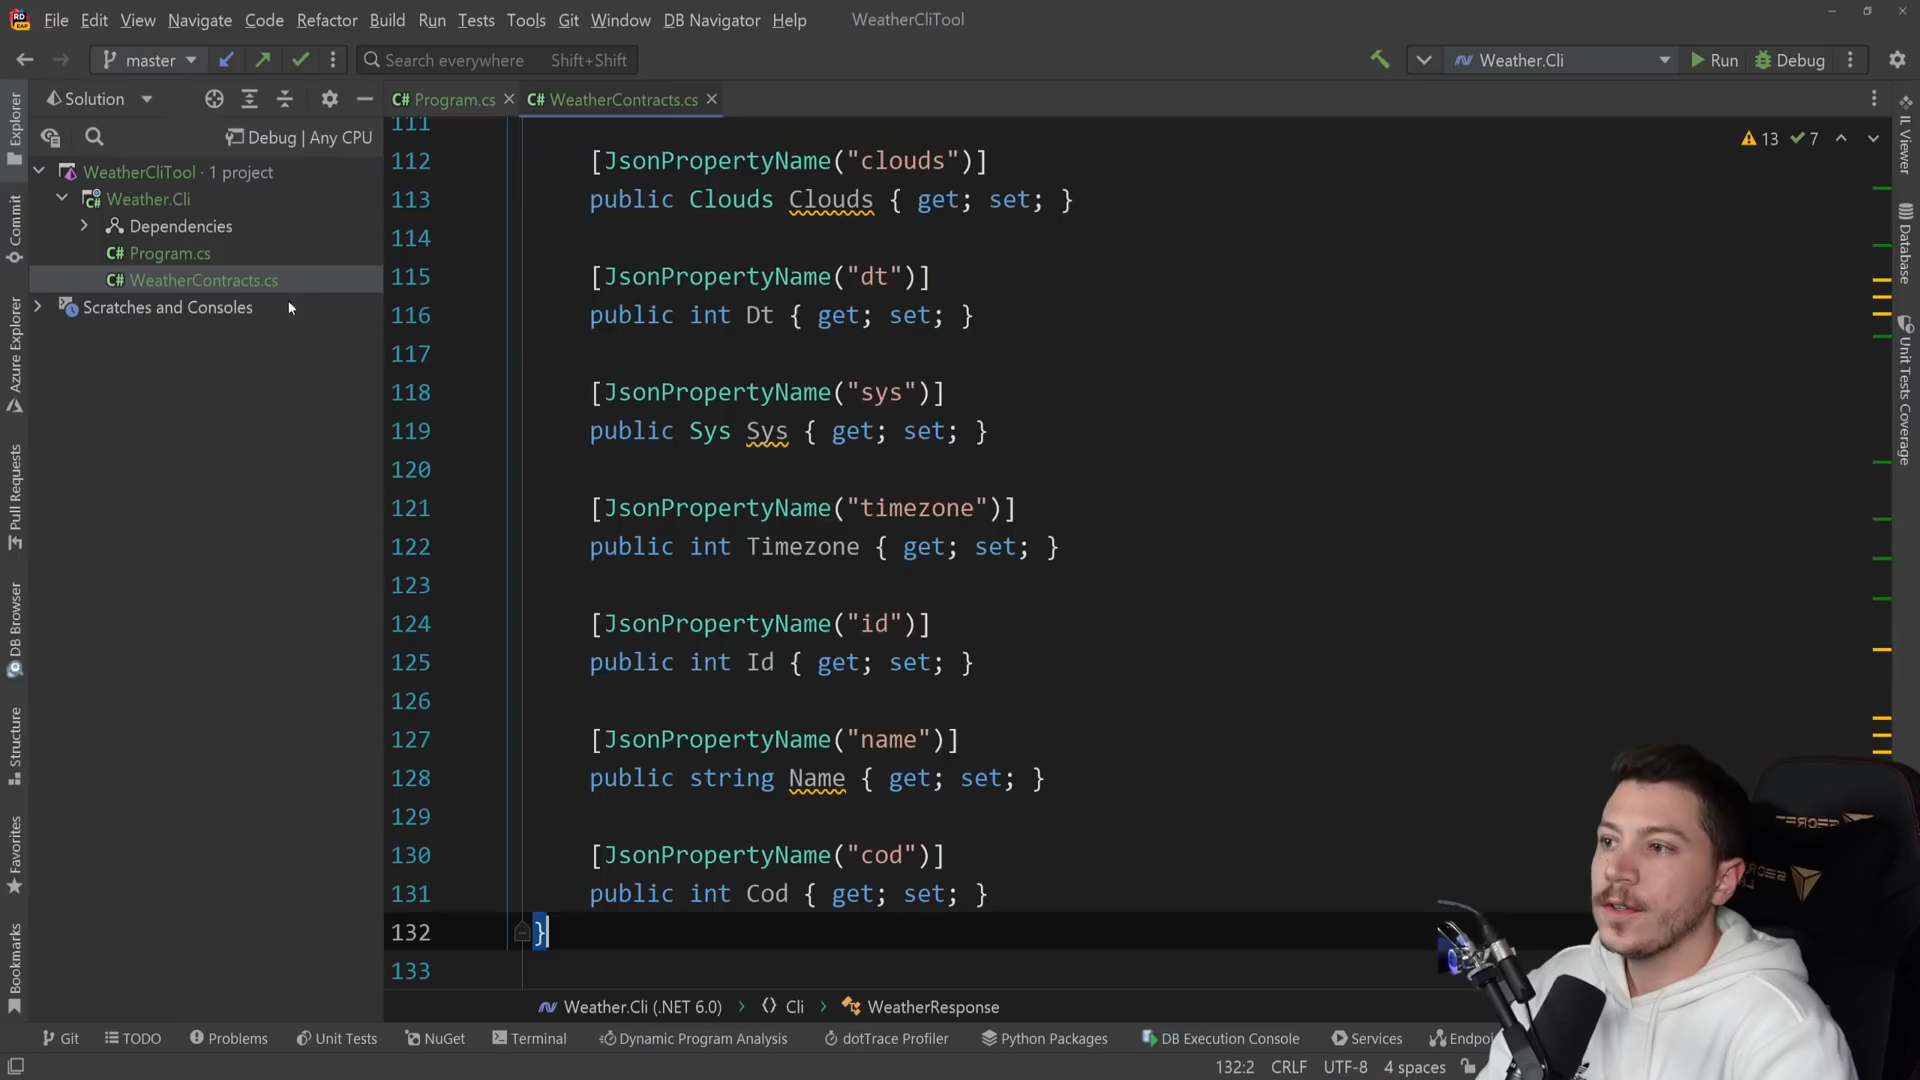 File Edit View Navigate Code Refactor Build Run Tests Tools Git Window DB Navigator Help WeatherCliTool
master Search everywhere Shift+Shift Weather.Cli Run Debug
Solution
Program.cs
WeatherContracts.cs
Debug | Any CPU
WeatherCliTool · 1 project
Weather.Cli
Dependencies
Program.cs
WeatherContracts.cs
Scratches and Consoles
Explorer
Commit
Azure Explorer
Pull Requests
DB Browser
Structure
Favorites
Bookmarks
13 7
111
112 [JsonPropertyName("clouds")]
113 public Clouds Clouds { get; set; }
114
115 [JsonPropertyName("dt")]
116 public int Dt { get; set; }
117
118 [JsonPropertyName("sys")]
119 public Sys Sys { get; set; }
120
121 [JsonPropertyName("timezone")]
122 public int Timezone { get; set; }
123
124 [JsonPropertyName("id")]
125 public int Id { get; set; }
126
127 [JsonPropertyName("name")]
128 public string Name { get; set; }
129
130 [JsonPropertyName("cod")]
131 public int Cod { get; set; }
132 }
133
IL Viewer
Database
Unit Tests Coverage
Weather.Cli (.NET 6.0) > Cli > WeatherResponse
Git TODO Problems Unit Tests NuGet Terminal Dynamic Program Analysis dotTrace Profiler Python Packages DB Execution Console Services
132:2 CRLF UTF-8 4 spaces